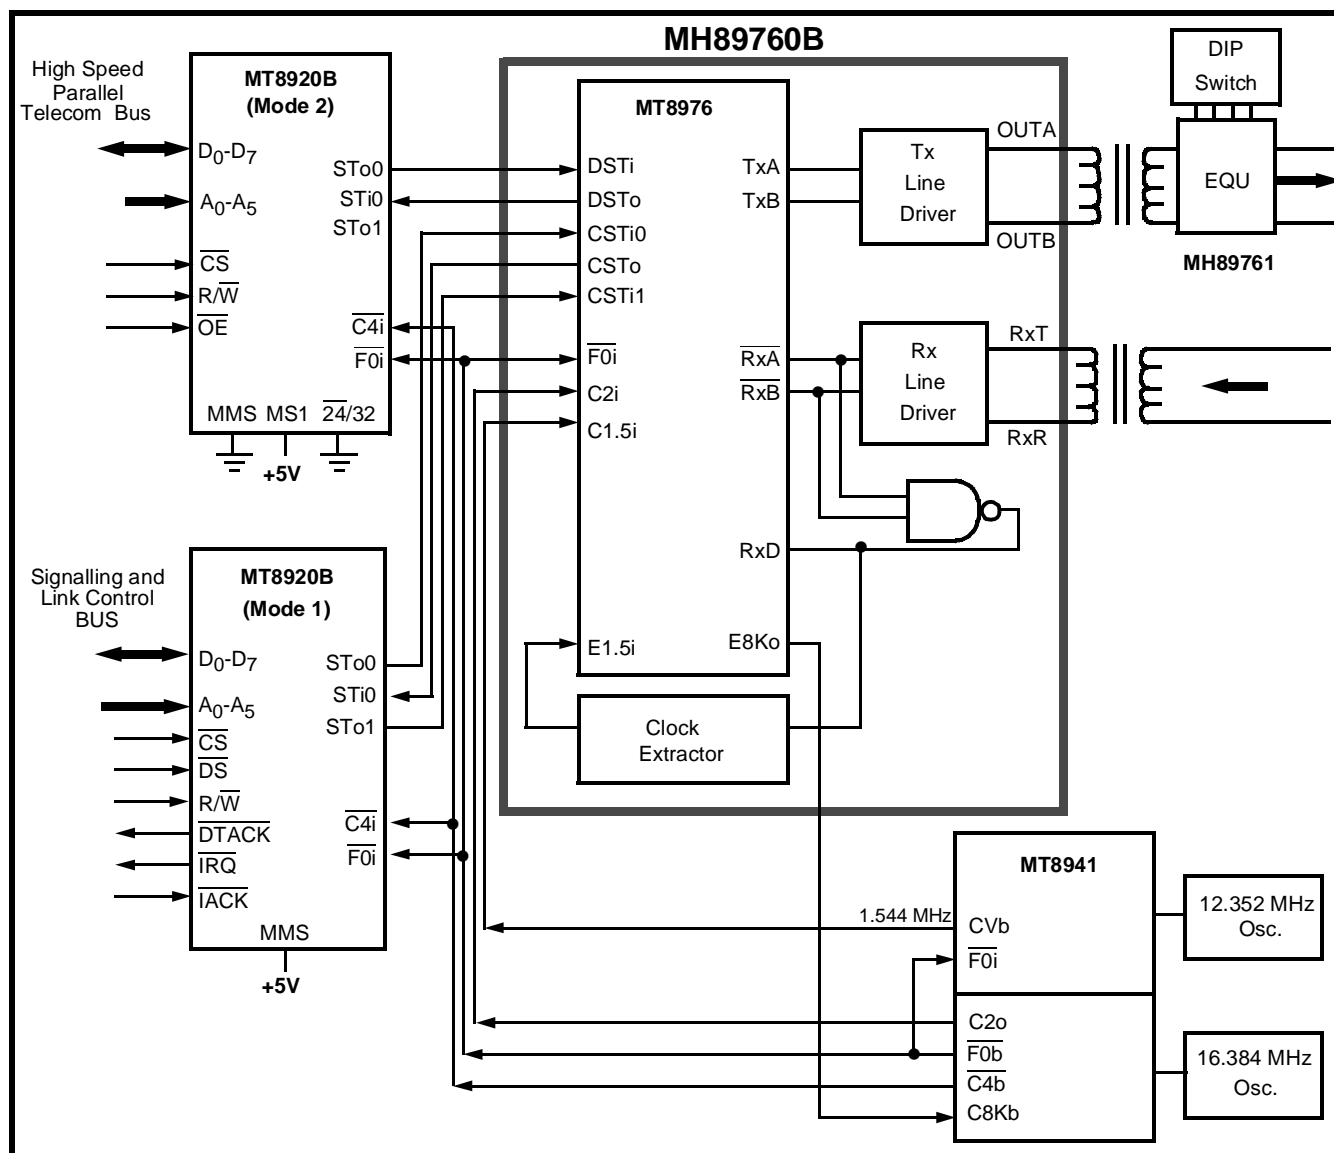 MH89760B
High Speed
Parallel
Telecom Bus
MT8920B
(Mode 2)
D0-D7
A0-A5
CS
R/W
OE
STo0
STi0
STo1
C4i
F0i
MMS MS1 24/32
+5V
MT8976
DSTi
DSTo
CSTi0
CSTo
CSTi1
F0i
C2i
C1.5i
E1.5i
TxA
TxB
RxA
RxB
RxD
E8Ko
Tx
Line
Driver
OUTA
OUTB
DIP
Switch
EQU
MH89761
Rx
Line
Driver
RxT
RxR
Clock
Extractor
Signalling and
Link Control
BUS
MT8920B
(Mode 1)
D0-D7
A0-A5
CS
DS
R/W
DTACK
IRQ
IACK
STo0
STi0
STo1
C4i
F0i
MMS
+5V
MT8941
1.544 MHz
CVb
F0i
C2o
F0b
C4b
C8Kb
12.352 MHz
Osc.
16.384 MHz
Osc.